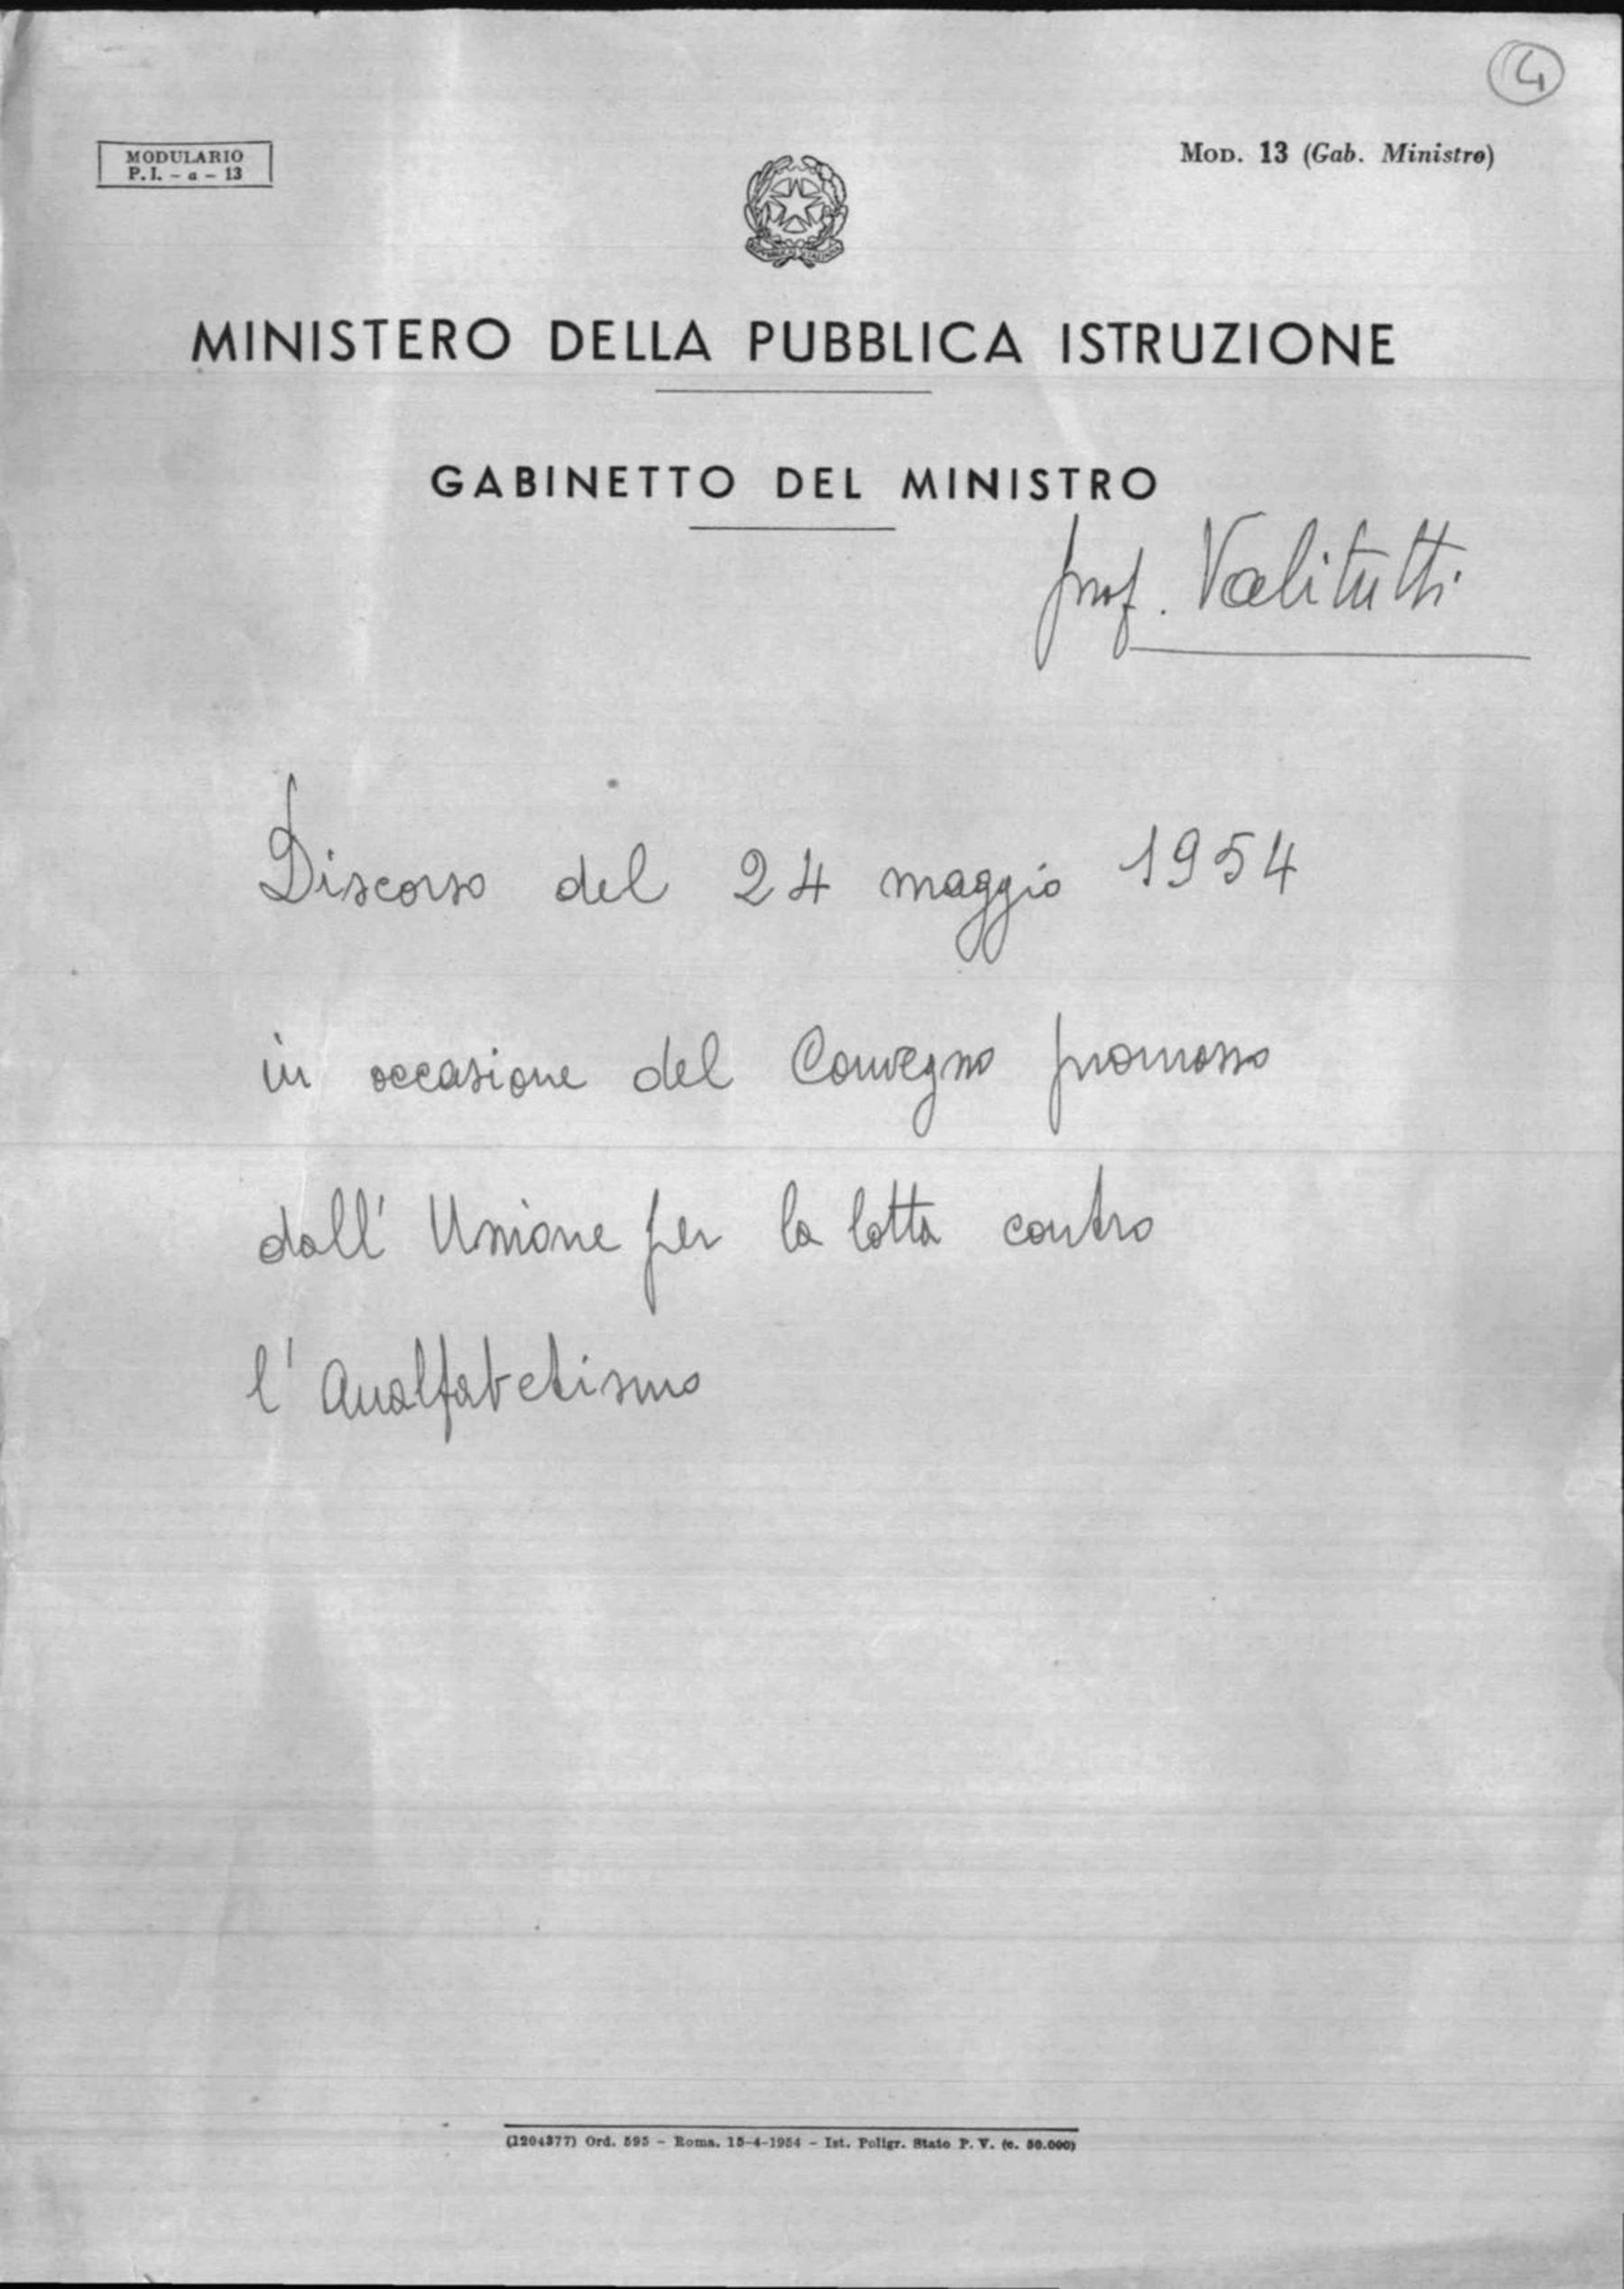 4
MODULARIO
P. I. - a - 13
MOD. 13 (Gab. Ministro)
MINISTERO DELLA PUBBLICA ISTRUZIONE
GABINETTO DEL MINISTRO
prof. Valitutti
Discorso del 24 maggio 1954
in occasione del Convegno promosso
dall' Unione per la lotta contro
l' Analfabetismo
(1204377) Ord. 595 - Roma, 15-4-1954 - Ist. Poligr. Stato P. V. (c. 50.000)